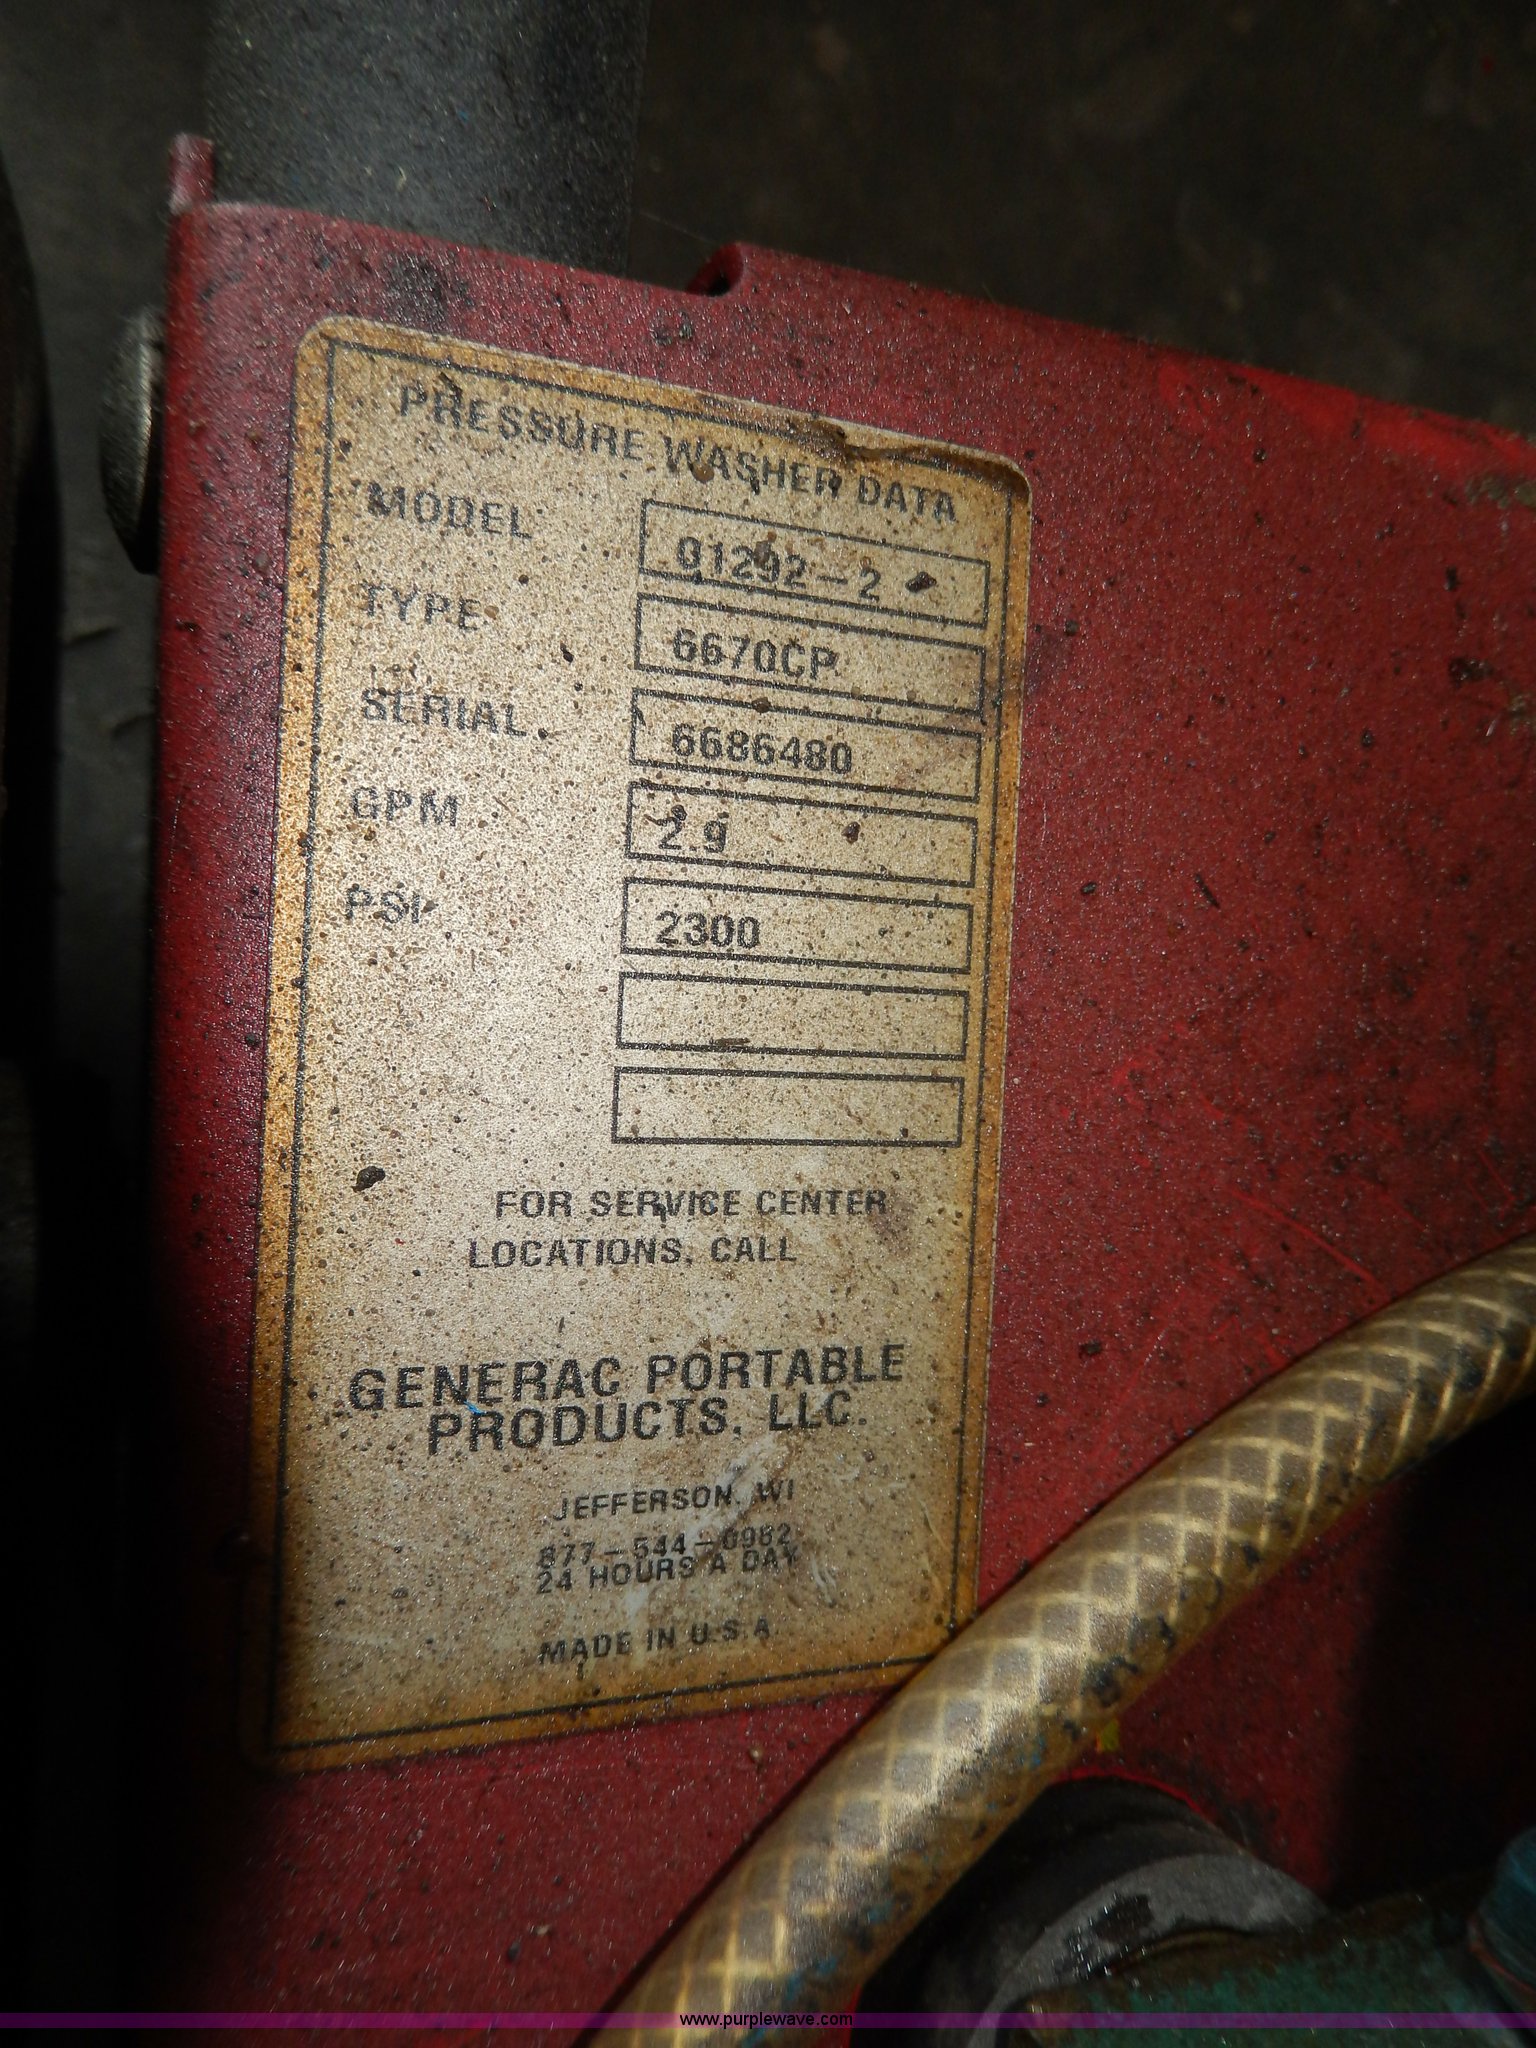 PRESSURE WASHER DATA
MODEL 01292-2
TYPE 6670CP
SERIAL 6686480
GPM 2.9
PSI 2300
FOR SERVICE CENTER
LOCATIONS, CALL
GENERAC PORTABLE
PRODUCTS, LLC.
JEFFERSON, WI
877-544-0982
24 HOURS A DAY
MADE IN U.S.A.
www.purplewave.com